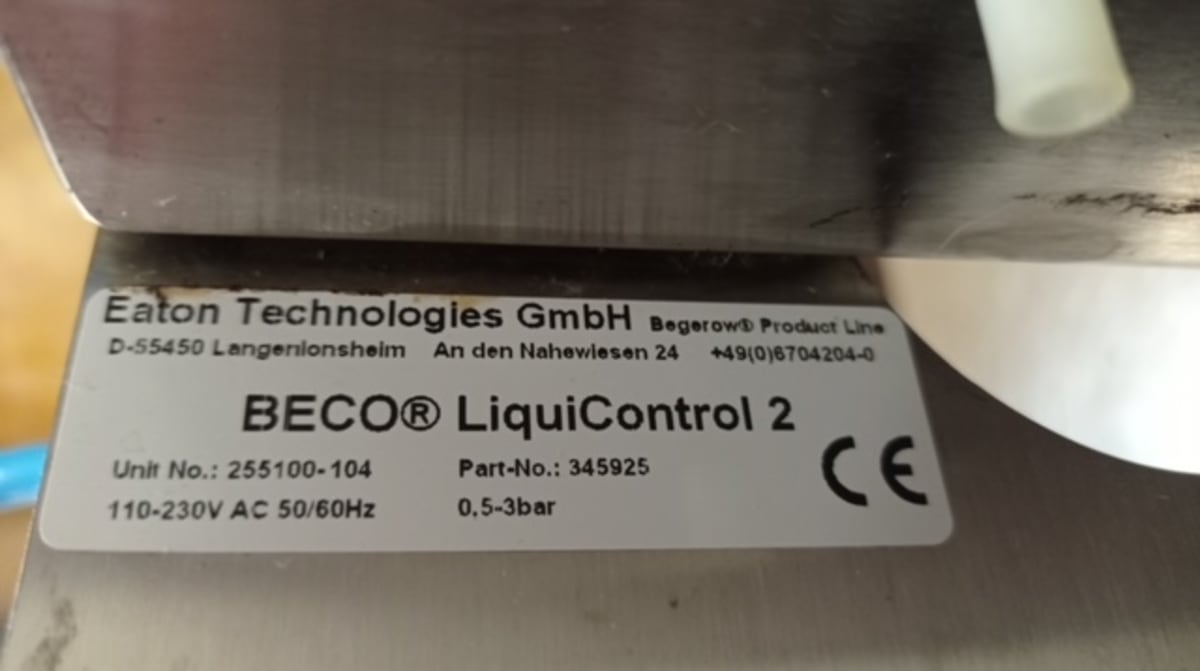 Eaton Technologies GmbH Begerow® Product Line
D-55450 Langenlonsheim An den Nahewiesen 24 +49(0)6704204-0
BECO® LiquiControl 2
Unit No.: 255100-104 Part-No.: 345925
110-230V AC 50/60Hz 0,5-3bar
CE